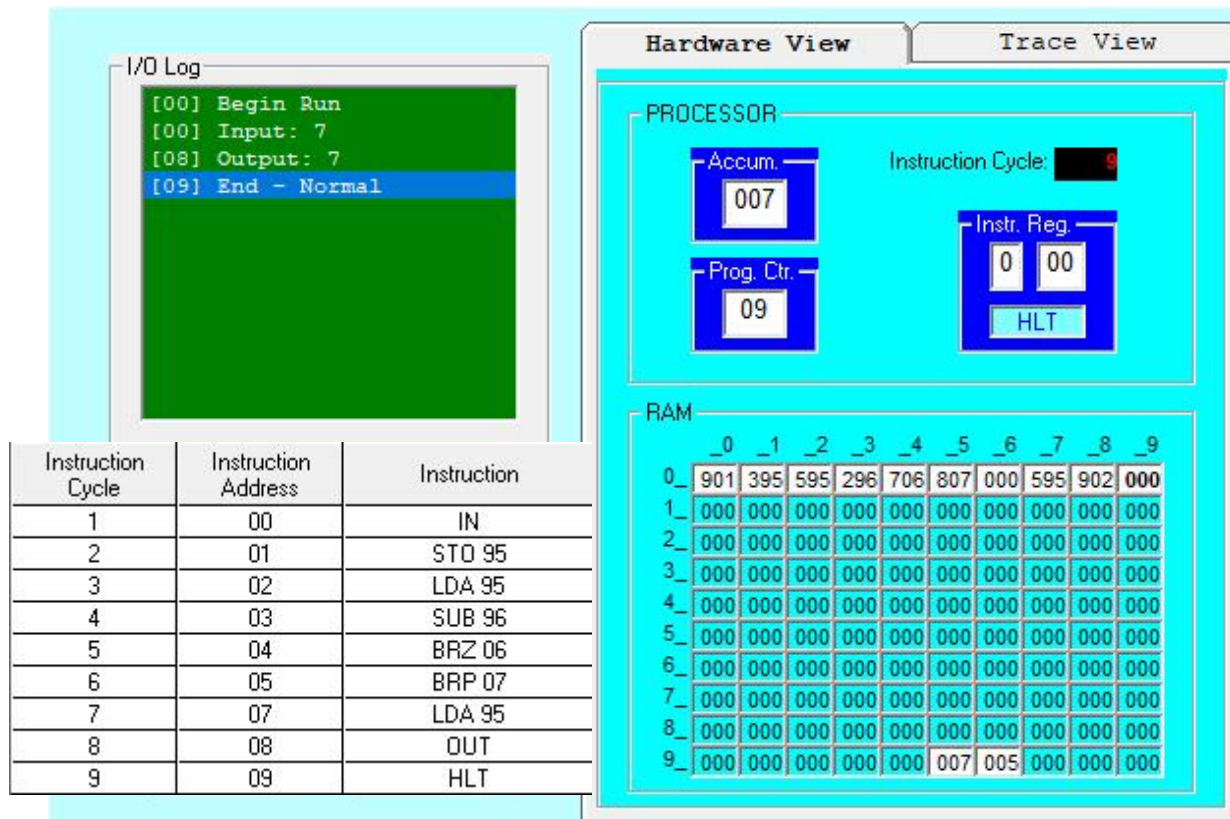 Hardware View
Trace View
I/O Log
[00] Begin Run
[00] Input: 7
[08] Output: 7
[09] End - Normal
PROCESSOR
Accum.
007
Instruction Cycle: 9
Prog. Ctr.
09
Instr. Reg.
0 00
HLT
Instruction Cycle Instruction Address Instruction
1 00 IN
2 01 STO 95
3 02 LDA 95
4 03 SUB 96
5 04 BRZ 06
6 05 BRP 07
7 07 LDA 95
8 08 OUT
9 09 HLT
RAM
_0 _1 _2 _3 _4 _5 _6 _7 _8 _9
0_ 901 395 595 296 706 807 000 595 902 000
1_ 000 000 000 000 000 000 000 000 000 000
2_ 000 000 000 000 000 000 000 000 000 000
3_ 000 000 000 000 000 000 000 000 000 000
4_ 000 000 000 000 000 000 000 000 000 000
5_ 000 000 000 000 000 000 000 000 000 000
6_ 000 000 000 000 000 000 000 000 000 000
7_ 000 000 000 000 000 000 000 000 000 000
8_ 000 000 000 000 000 000 000 000 000 000
9_ 000 000 000 000 000 007 005 000 000 000